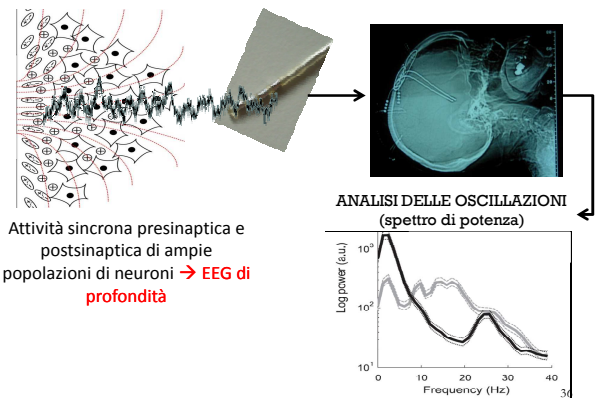 Attività sincrona presinaptica e
postsinaptica di ampie
popolazioni di neuroni → EEG di
profondità
ANALISI DELLE OSCILLAZIONI
(spettro di potenza)
Log power (a.u.)
10³
10²
10¹
0 10 20 30 40
Frequency (Hz)